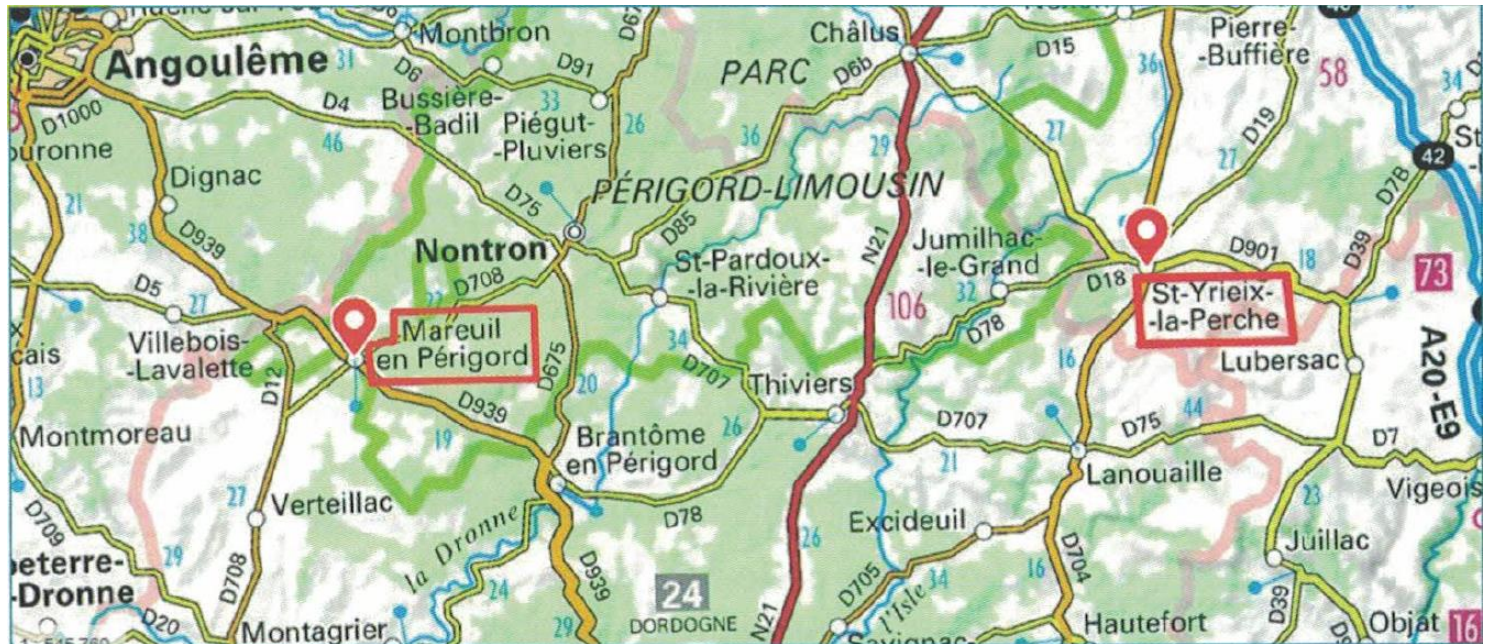 Montbron
Châlus
D15
Pierre-
-Buffière
36
58
34
Angoulême
31
D6
D91
PARC
D6b
D1000
D4
Bussière-
-Badil
33
Piégut-
-Pluviers
26
36
29
27
D19
27
42
46
Dignac
21
38
D939
D75
PÉRIGORD-LIMOUSIN
D7B
D39
Nontron
D85
N21
Jumilhac-
-le-Grand
D901
18
73
D708
St-Pardoux-
-la-Rivière
32
D18
St-Yrieix-
-la-Perche
D5
27
Mareuil
en Périgord
106
D78
Villebois-
-Lavalette
D675
34
16
Lubersac
A20-E9
13
D12
20
D707
Thiviers
44
D939
Montmoreau
19
Brantôme
en Périgord
26
D707
D75
D7
21
Lanouaille
27
Verteillac
D78
23
Vigeois
D709
la Dronne
Excideuil
26
Juillac
29
D708
D939
D704
-Dronne
24
24
D705
34
16
D39
D20
Montagrier
29
DORDOGNE
N21
l'Isle
Hautefort
Objat
16